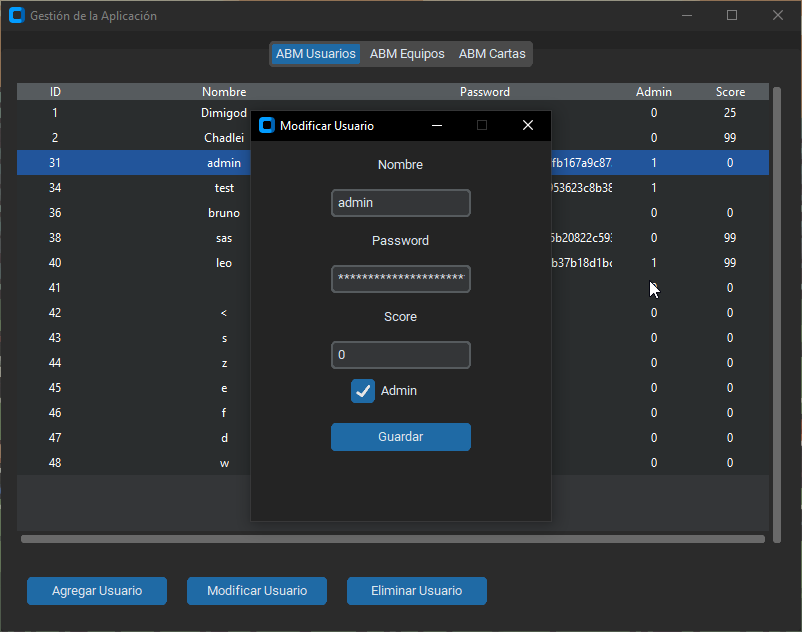 Gestión de la Aplicación
ABM Usuarios ABM Equipos ABM Cartas
ID Nombre Password Admin Score
1 Dimigod 0 25
2 Chadlei 0 99
31 admin fb167a9c87 1 0
34 test 953623c8b38 1
36 bruno 0 0
38 sas 6b20822c593 0 99
40 leo b37b18d1bc 1 99
41 0
42 < 0 0
43 s 0 0
44 z 0 0
45 e 0 0
46 f 0 0
47 d 0 0
48 w 0 0
Modificar Usuario
Nombre
admin
Password
*********************
Score
0
Admin
Guardar
Agregar Usuario Modificar Usuario Eliminar Usuario